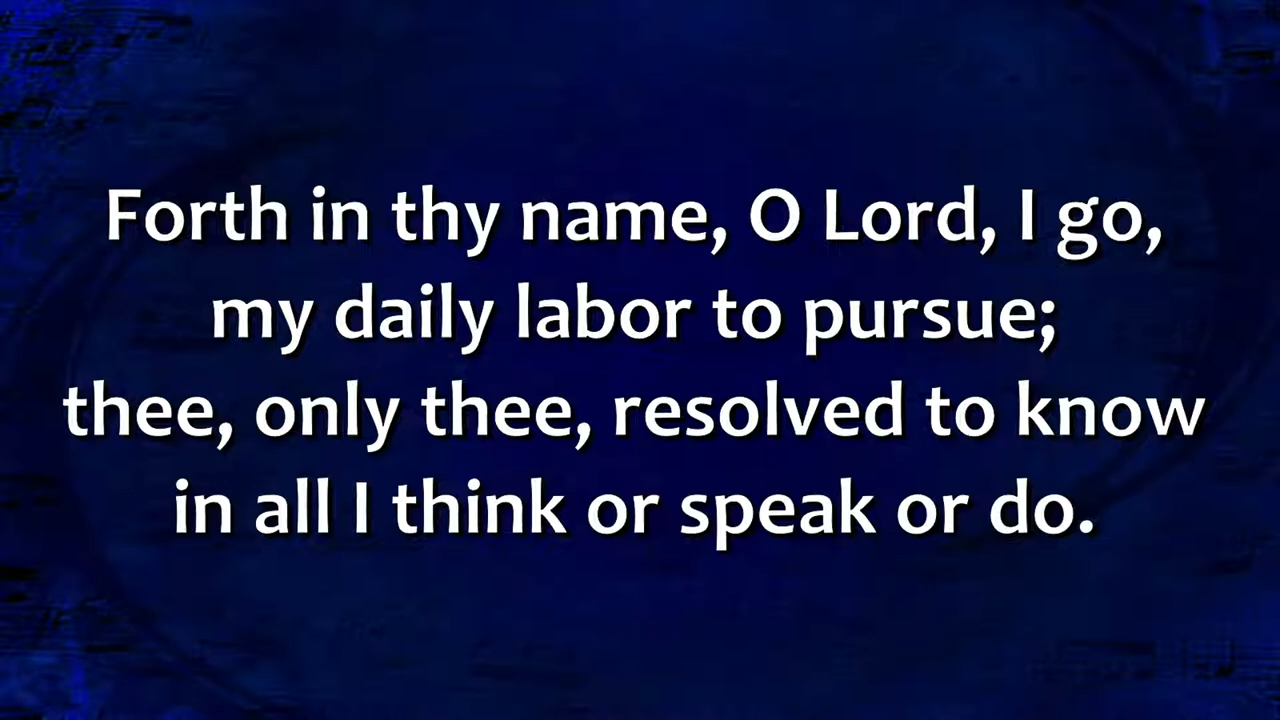 Forth in thy name, O Lord, I go,
my daily labor to pursue;
thee, only thee, resolved to know
in all I think or speak or do.